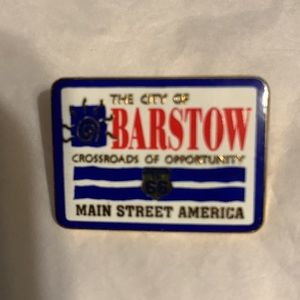 THE CITY OF
BARSTOW
CROSSROADS OF OPPORTUNITY
66
MAIN STREET AMERICA